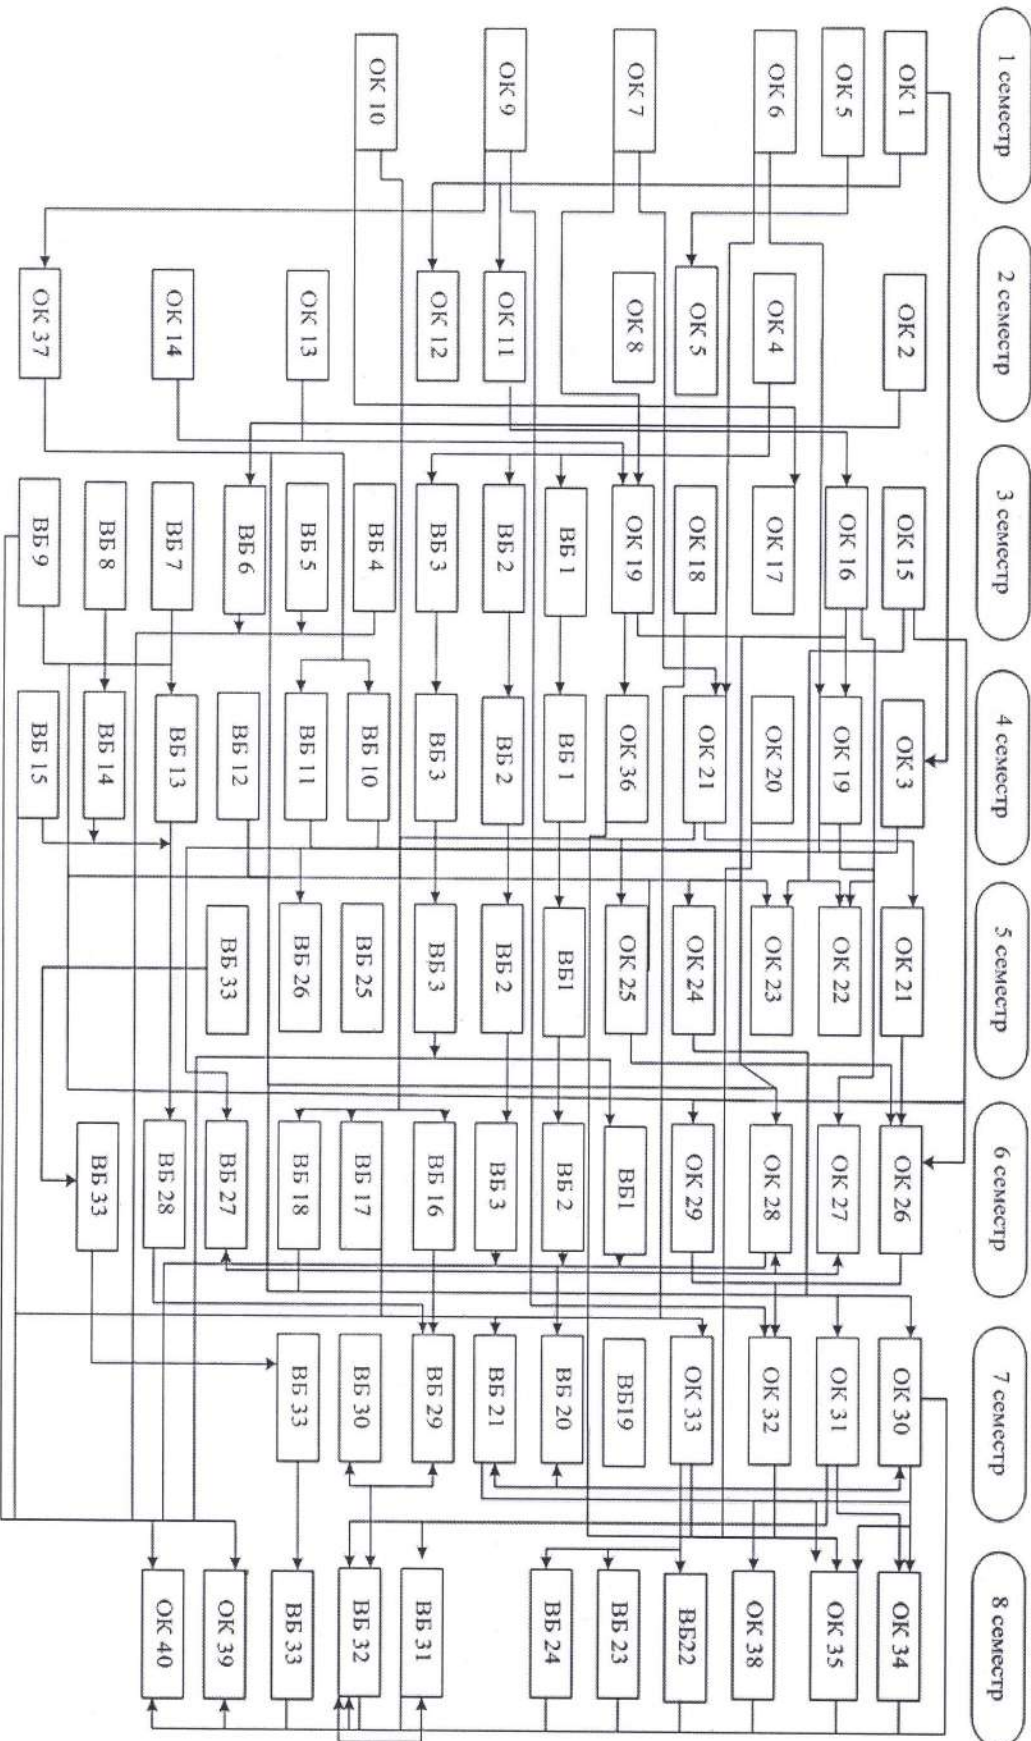 1 семестр
ОК 1
ОК 5
ОК 6
ОК 7
ОК 9
ОК 10
2 семестр
ОК 2
ОК 4
ОК 5
ОК 8
ОК 11
ОК 12
ОК 13
ОК 14
ОК 37
3 семестр
ОК 15
ОК 16
ОК 17
ОК 18
ОК 19
ВБ 1
ВБ 2
ВБ 3
ВБ 4
ВБ 5
ВБ 6
ВБ 7
ВБ 8
ВБ 9
4 семестр
ОК 3
ОК 19
ОК 20
ОК 21
ОК 36
ВБ 1
ВБ 2
ВБ 3
ВБ 10
ВБ 11
ВБ 12
ВБ 13
ВБ 14
ВБ 15
5 семестр
ОК 21
ОК 22
ОК 23
ОК 24
ОК 25
ВБ1
ВБ 2
ВБ 3
ВБ 25
ВБ 26
ВБ 33
6 семестр
ОК 26
ОК 27
ОК 28
ОК 29
ВБ1
ВБ 2
ВБ 3
ВБ 16
ВБ 17
ВБ 18
ВБ 27
ВБ 28
ВБ 33
7 семестр
ОК 30
ОК 31
ОК 32
ОК 33
ВБ19
ВБ 20
ВБ 21
ВБ 29
ВБ 30
ВБ 33
8 семестр
ОК 34
ОК 35
ОК 38
ВБ22
ВБ 23
ВБ 24
ВБ 31
ВБ 32
ВБ 33
ОК 39
ОК 40